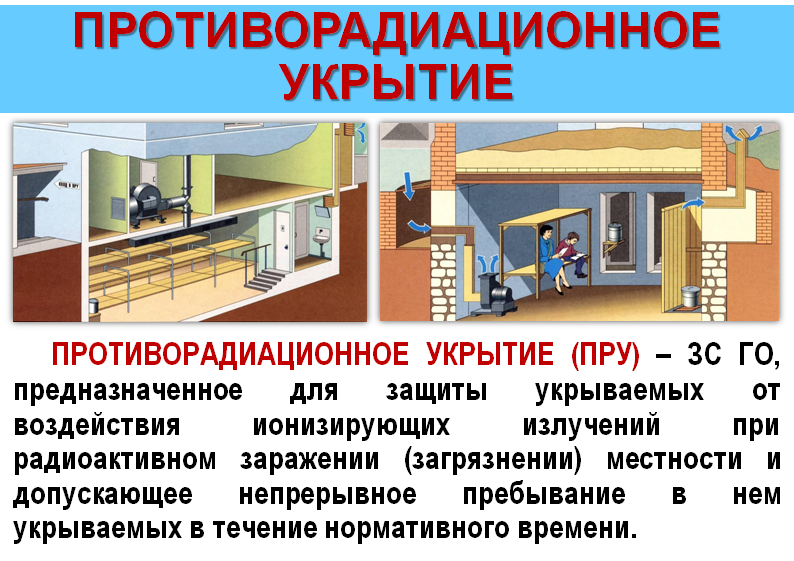 ПРОТИВОРАДИАЦИОННОЕ
УКРЫТИЕ
ПРОТИВОРАДИАЦИОННОЕ УКРЫТИЕ (ПРУ) – ЗС ГО,
предназначенное для защиты укрываемых от
воздействия ионизирующих излучений при
радиоактивном заражении (загрязнении) местности и
допускающее непрерывное пребывание в нем
укрываемых в течение нормативного времени.